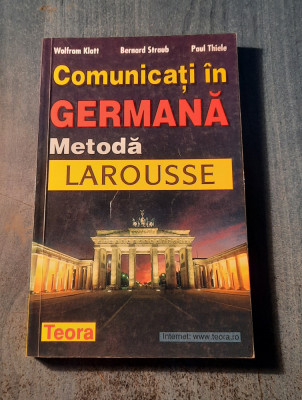 Wolfram Klatt Bernard Straub Paul Thiele
Comunicați în
GERMANĂ
Metodă
LAROUSSE
Teora
Internet: www.teora.ro